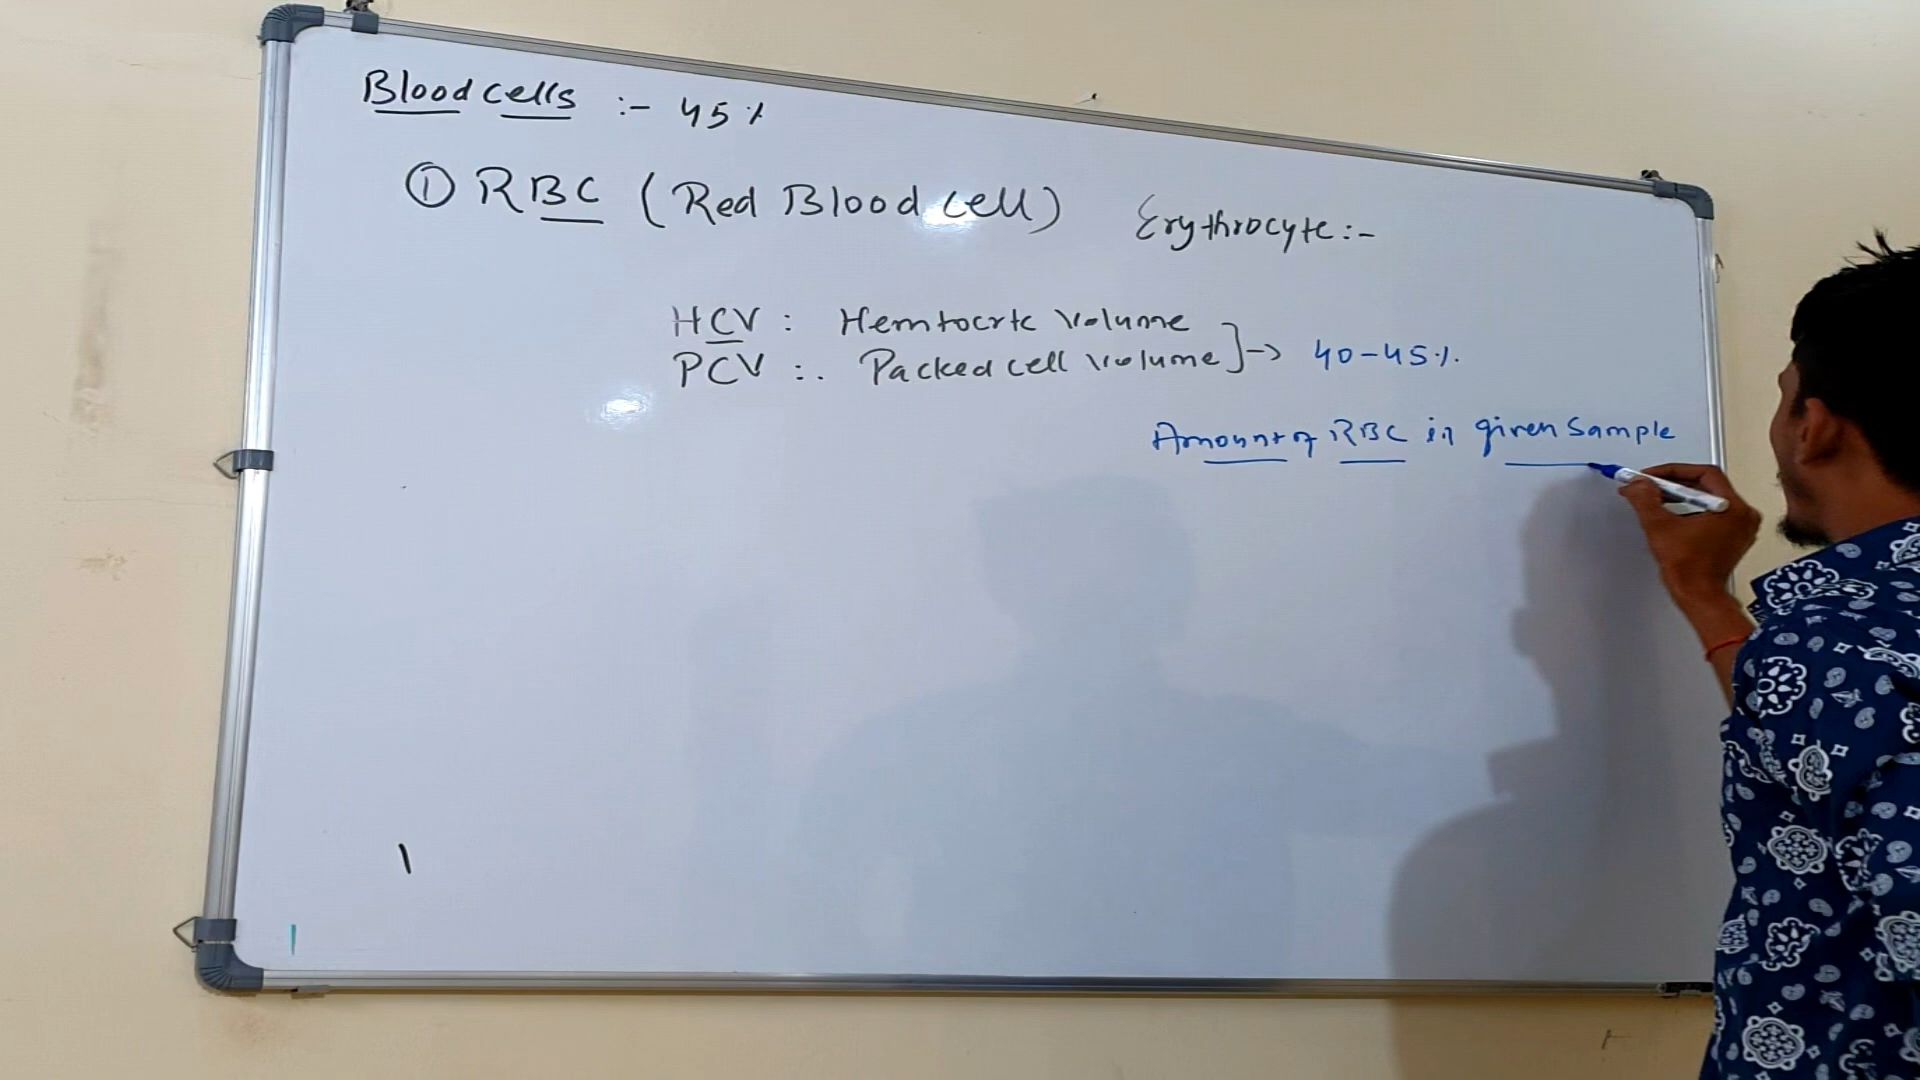 Blood cells :- 45%
① RBC (Red Blood cell) Erythrocyte :-
HCV : Hemtocrtc Volume
PCV :. Packed cell volume ]-> 40-45%.
Amount of RBC in given Sample